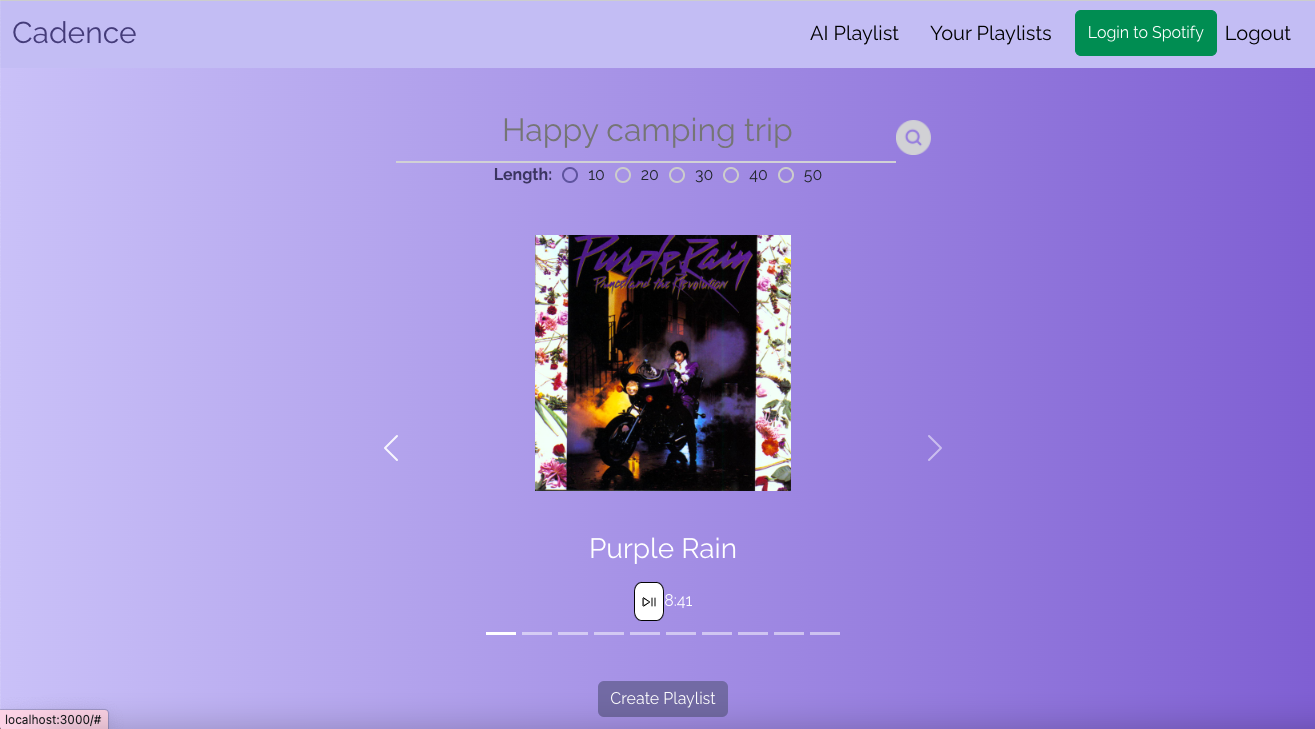 Cadence
AI Playlist Your Playlists Login to Spotify Logout
Happy camping trip
Length: 10 20 30 40 50
Purple Rain
Prince and the Revolution
Purple Rain
8:41
Create Playlist
localhost:3000/#